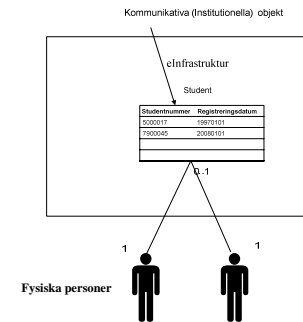 Kommunikativa (Institutionella) objekt
eInfrastruktur
Student
Studentnummer Registreringsdatum
5000017 19970101
7900045 20080101
0..1
1 1
Fysiska personer